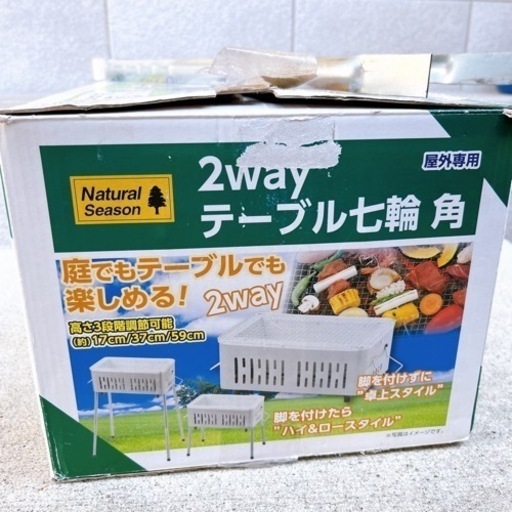 2way
屋外専用
Natural
Season
テーブル七輪 角
庭でもテーブルでも
楽しめる!
2way
高さ3段階調節可能
(約)17cm/37cm/59cm
脚を付けずに
"卓上スタイル"
脚を付けたら
"ハイ&ロースタイル"
※写真はイメージです。